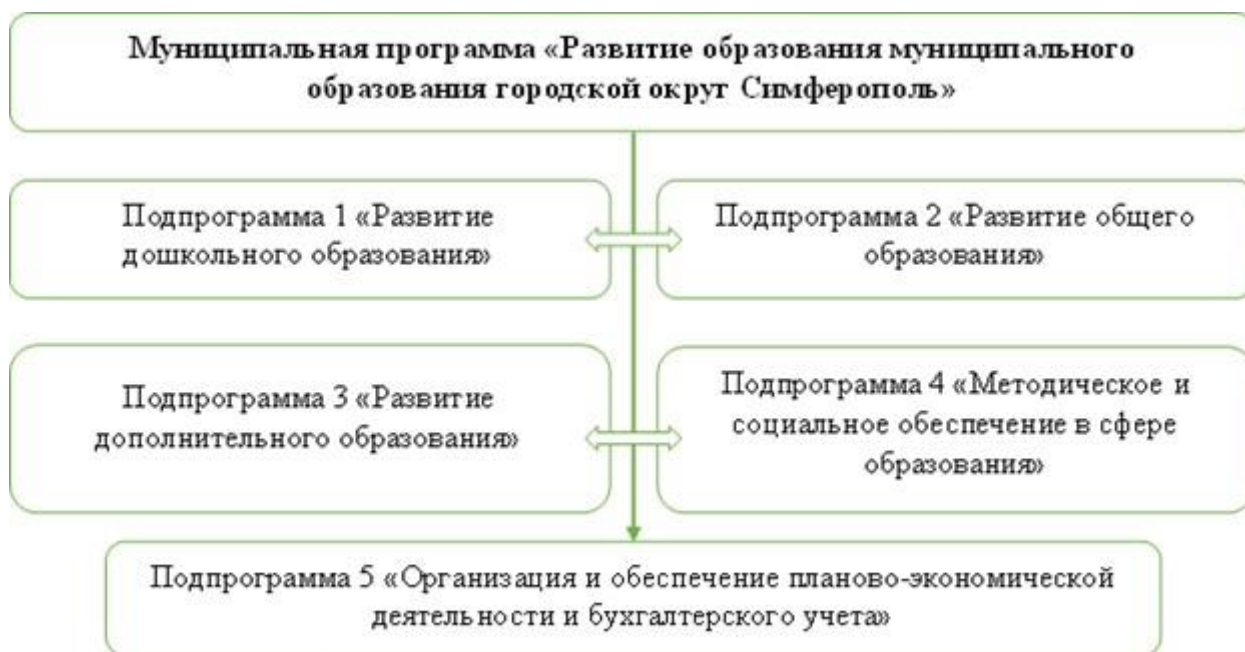 Муниципальная программа «Развитие образования муниципального
образования городской округ Симферополь»
Подпрограмма 1 «Развитие
дошкольного образования»
Подпрограмма 2 «Развитие общего
образования»
Подпрограмма 3 «Развитие
дополнительного образования»
Подпрограмма 4 «Методическое и
социальное обеспечение в сфере
образования»
Подпрограмма 5 «Организация и обеспечение планово-экономической
деятельности и бухгалтерского учета»